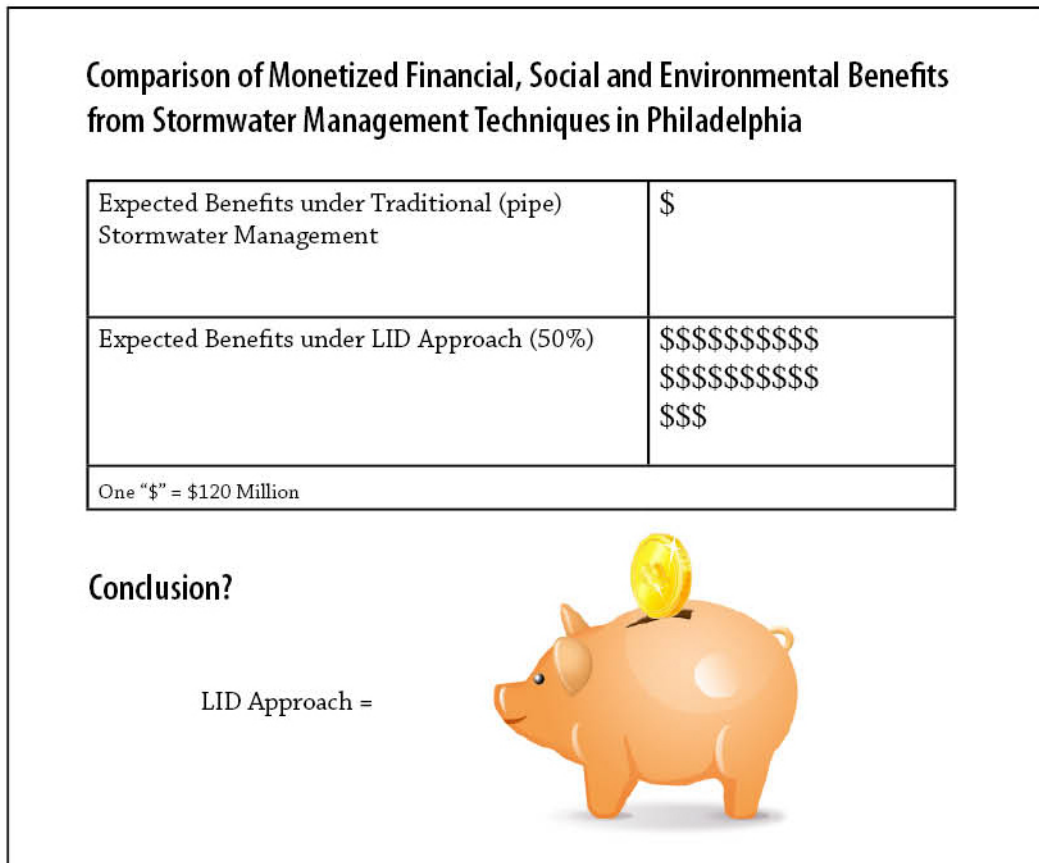 Comparison of Monetized Financial, Social and Environmental Benefits
from Stormwater Management Techniques in Philadelphia
Expected Benefits under Traditional (pipe)
Stormwater Management
$
Expected Benefits under LID Approach (50%)
$$$$$$$$$$
$$$$$$$$$$
$$$
One “$” = $120 Million
Conclusion?
LID Approach =